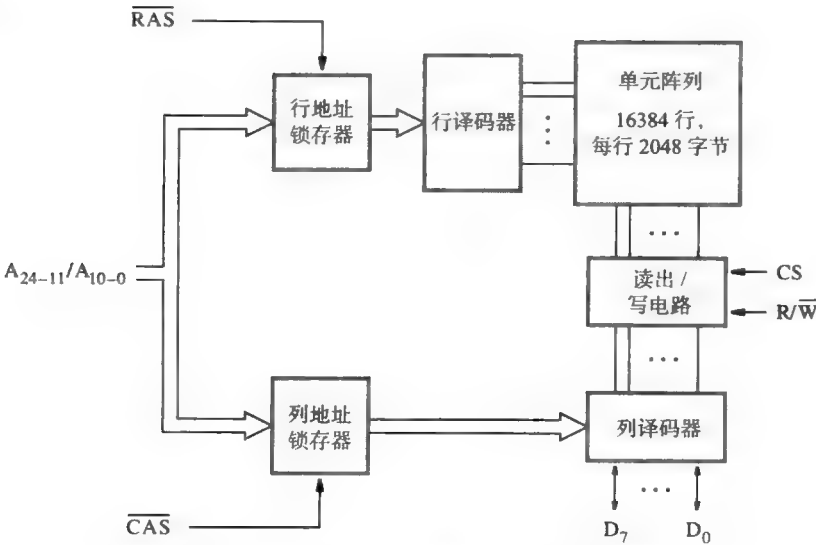 RAS
行地址
锁存器
行译码器
单元阵列
16384 行，
每行 2048 字节
A24-11/A10-0
读出 /
写电路
CS
R/W
列地址
锁存器
列译码器
CAS
D7
D0